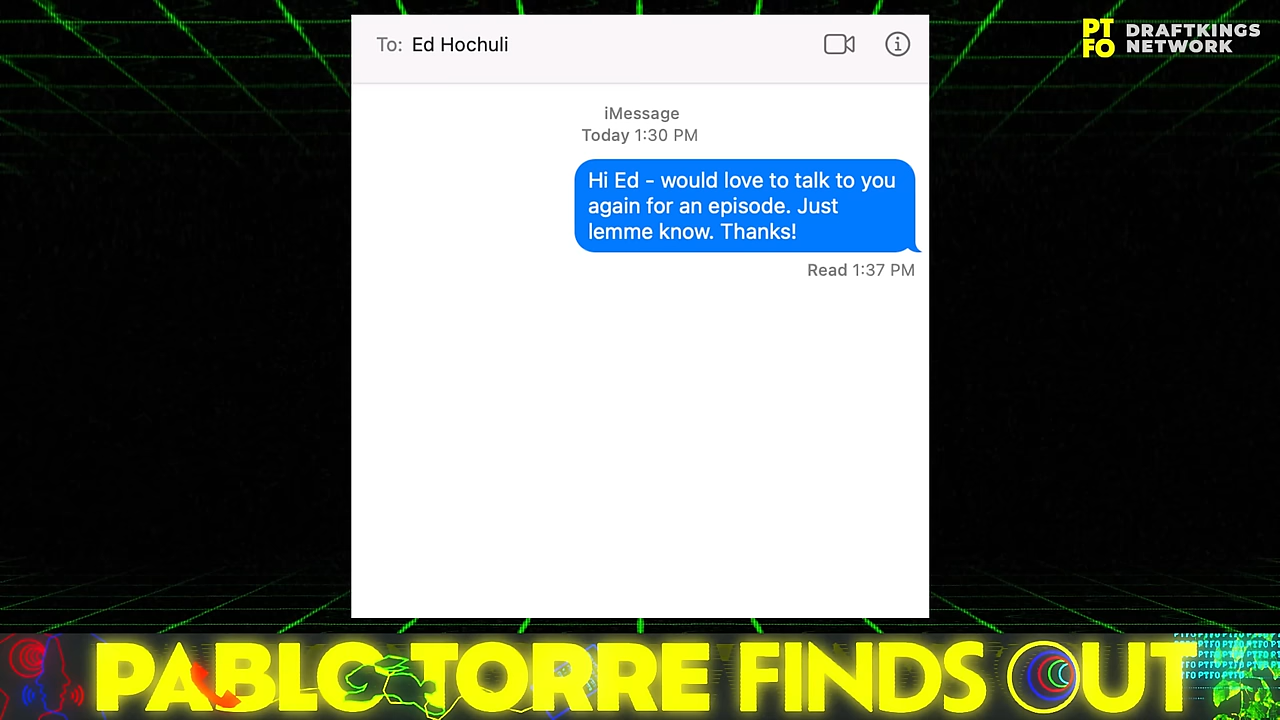 PT
FO
DRAFTKINGS
NETWORK
To: Ed Hochuli
iMessage
Today 1:30 PM
Hi Ed - would love to talk to you
again for an episode. Just
lemme know. Thanks!
Read 1:37 PM
PABLO TORRE FINDS OUT